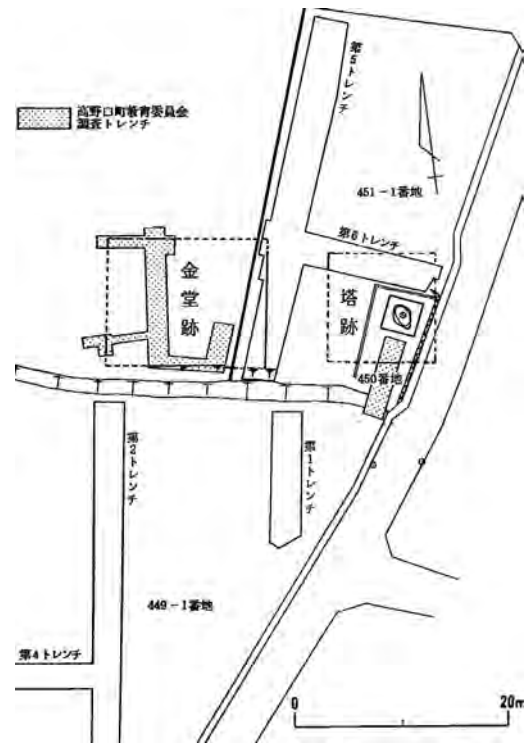 高野口町教育委員会
調査トレンチ
第5トレンチ
451-1番地
第6トレンチ
金堂跡
塔跡
450番地
第2トレンチ
第1トレンチ
449-1番地
第4トレンチ
0
20m